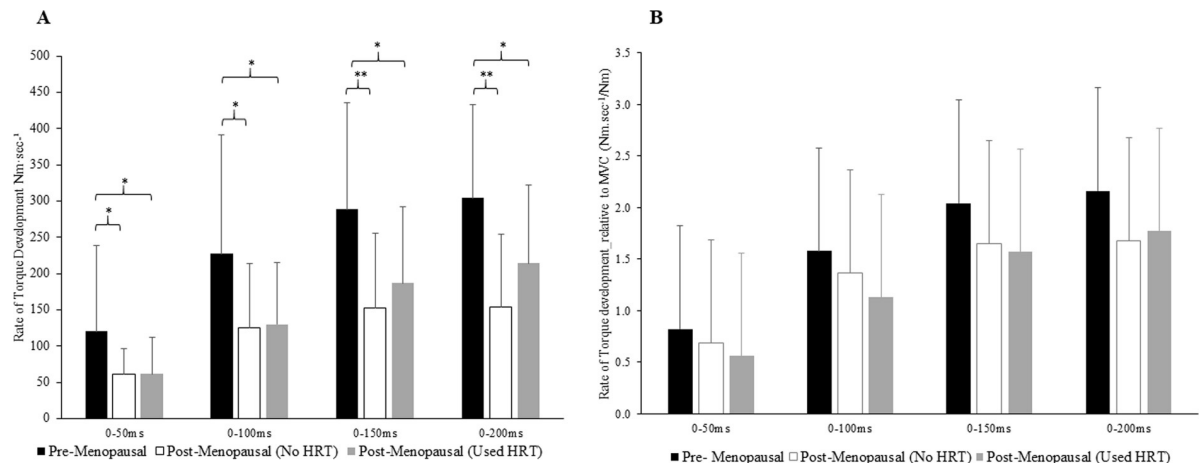 A
Rate of Torque Development Nm·sec-¹
500
450
400
350
300
250
200
150
100
50
0
*
*
*
*
*
**
*
**
0-50ms
0-100ms
0-150ms
0-200ms
Pre-Menopausal
Post-Menopausal (No HRT)
Post-Menopausal (Used HRT)
B
Rate of Torque development_relative to MVC (Nm.sec-¹/Nm)
3.5
3.0
2.5
2.0
1.5
1.0
0.5
0.0
0-50ms
0-100ms
0-150ms
0-200ms
Pre- Menopausal
Post-Menopausal (No HRT)
Post-Menopausal (Used HRT)